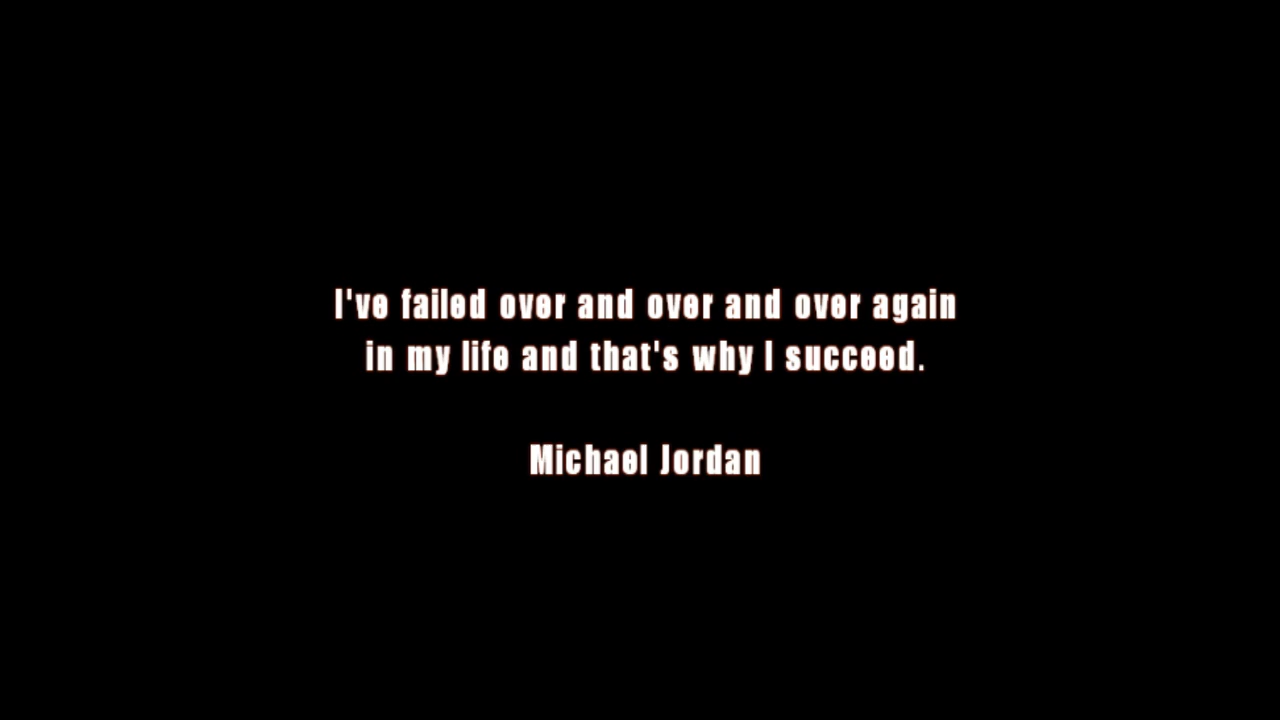 I've failed over and over and over again
in my life and that's why I succeed.
Michael Jordan